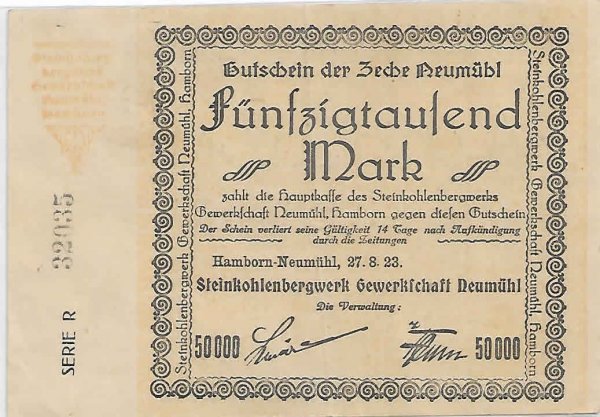 Gutschein der Zeche Neumühl
Fünfzigtausend
Mark
zahlt die Hauptkasse des Steinkohlenbergwerks
Gewerkschaft Neumühl, Hamborn gegen diesen Gutschein
Der Schein verliert seine Gültigkeit 14 Tage nach Aufkündigung
durch die Zeitungen
Hamborn-Neumühl, 27. 8. 23.
Steinkohlenbergwerk Gewerkschaft Neumühl
Die Verwaltung:
50000
50000
Steinkohlenbergwerk Gewerkschaft Neumühl, Hamborn
Steinkohlenbergwerk Gewerkschaft Neumühl, Hamborn
32035
SERIE R